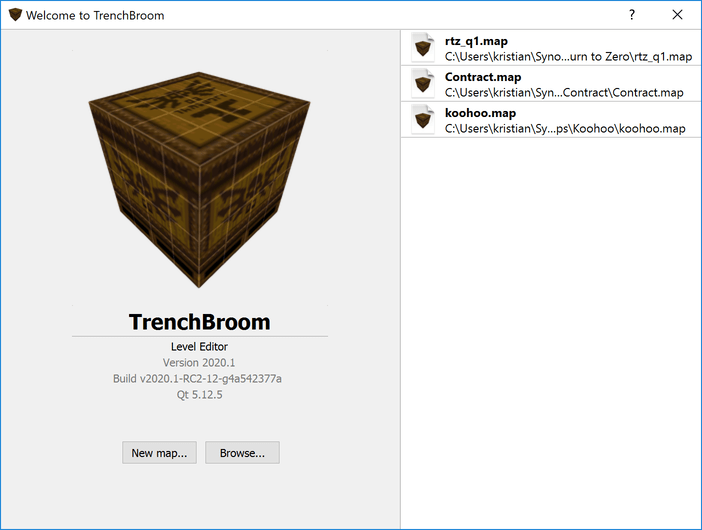 Welcome to TrenchBroom
rtz_q1.map
C:\Users\kristian\Syno...urn to Zero\rtz_q1.map
Contract.map
C:\Users\kristian\Syn...Contract\Contract.map
koohoo.map
C:\Users\kristian\Sy...ps\Koohoo\koohoo.map
TrenchBroom
Level Editor
Version 2020.1
Build v2020.1-RC2-12-g4a542377a
Qt 5.12.5
New map...
Browse...